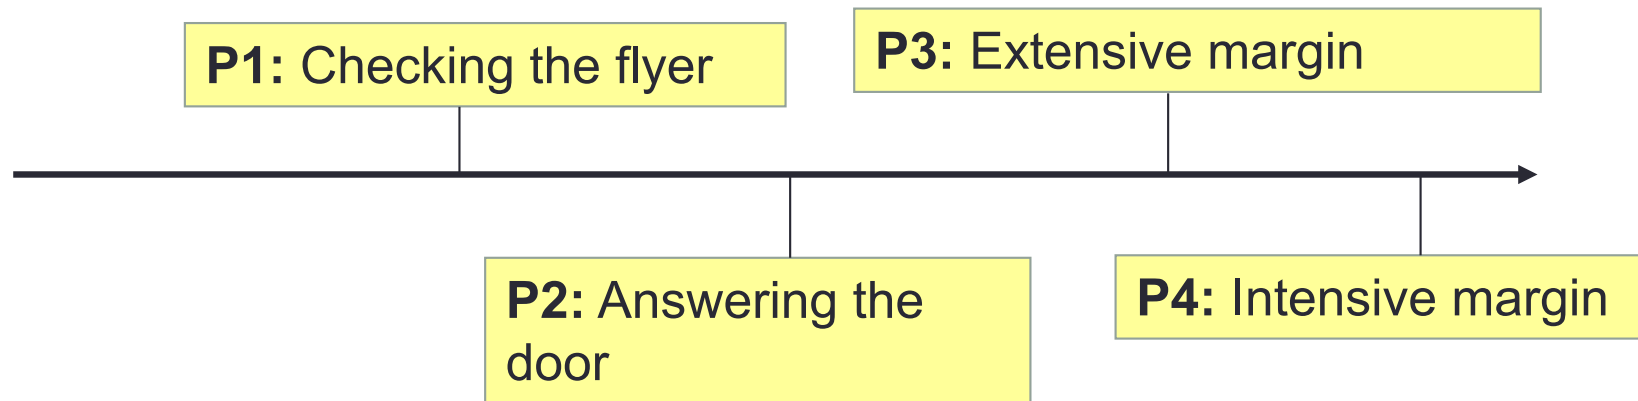 P1: Checking the flyer
P3: Extensive margin
P2: Answering the
door
P4: Intensive margin